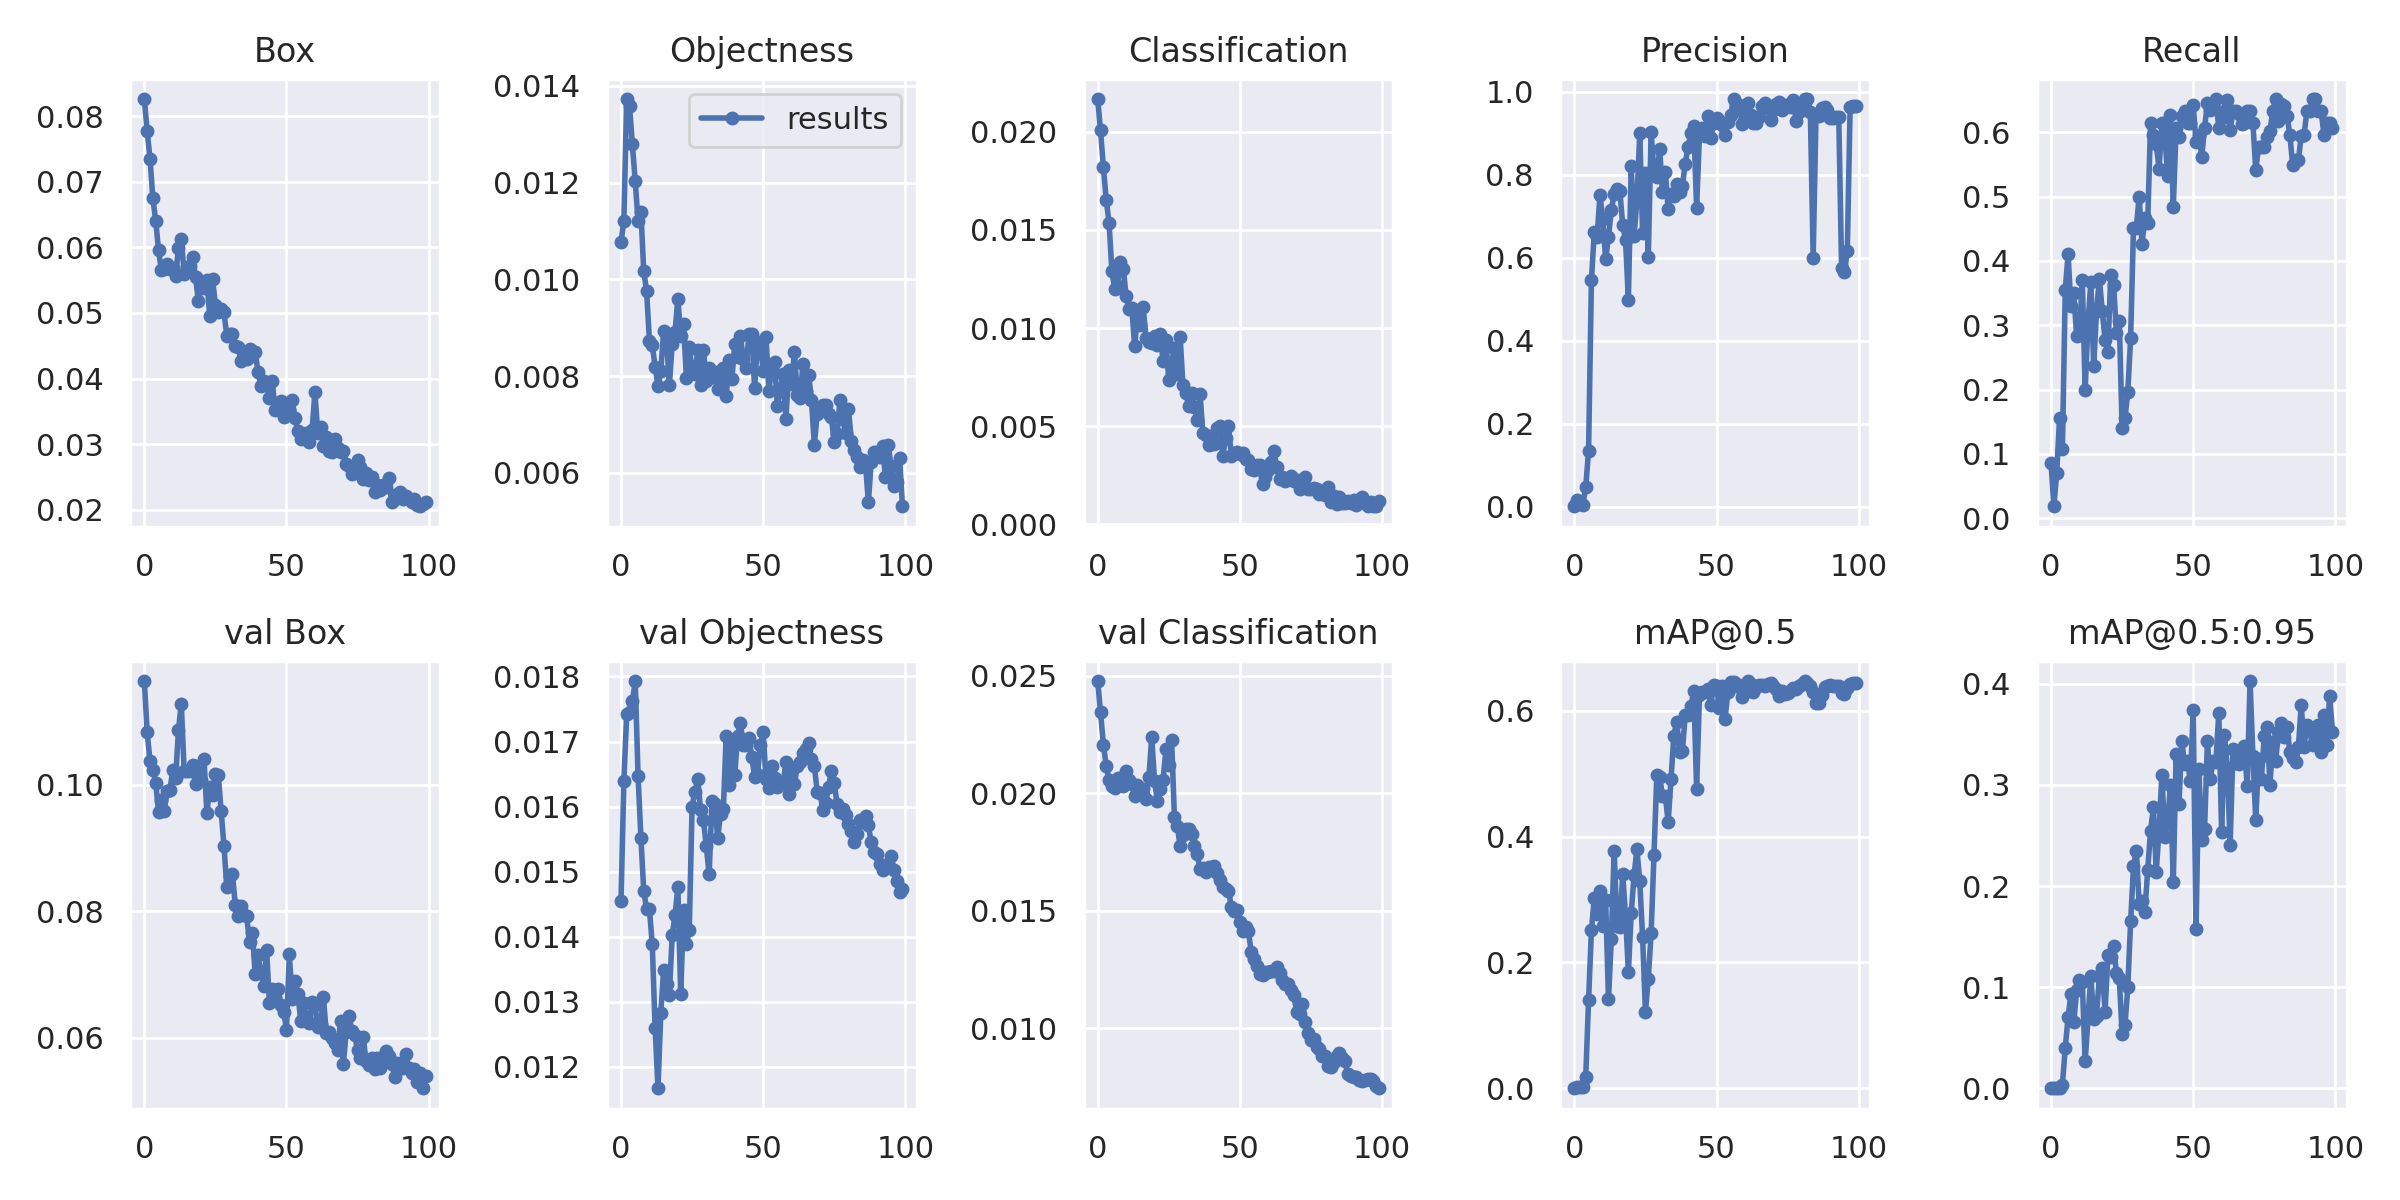 Box
0.08
0.07
0.06
0.05
0.04
0.03
0.02
0 50 100
Objectness
results
0.014
0.012
0.010
0.008
0.006
0 50 100
Classification
0.020
0.015
0.010
0.005
0.000
0 50 100
Precision
1.0
0.8
0.6
0.4
0.2
0.0
0 50 100
Recall
0.6
0.5
0.4
0.3
0.2
0.1
0.0
0 50 100
val Box
0.10
0.08
0.06
0 50 100
val Objectness
0.018
0.017
0.016
0.015
0.014
0.013
0.012
0 50 100
val Classification
0.025
0.020
0.015
0.010
0 50 100
mAP@0.5
0.6
0.4
0.2
0.0
0 50 100
mAP@0.5:0.95
0.4
0.3
0.2
0.1
0.0
0 50 100